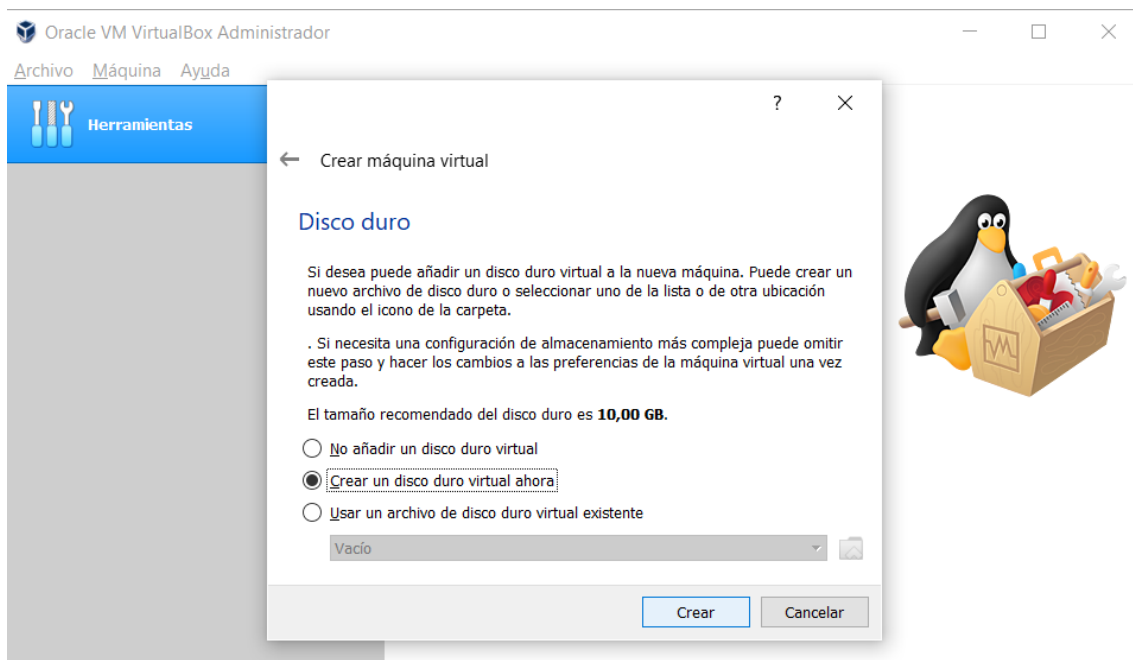 Oracle VM VirtualBox Administrador
Archivo Máquina Ayuda
Herramientas
?
Crear máquina virtual
Disco duro
Si desea puede añadir un disco duro virtual a la nueva máquina. Puede crear un
nuevo archivo de disco duro o seleccionar uno de la lista o de otra ubicación
usando el icono de la carpeta.
. Si necesita una configuración de almacenamiento más compleja puede omitir
este paso y hacer los cambios a las preferencias de la máquina virtual una vez
creada.
El tamaño recomendado del disco duro es 10,00 GB.
No añadir un disco duro virtual
Crear un disco duro virtual ahora
Usar un archivo de disco duro virtual existente
Vacío
Crear Cancelar